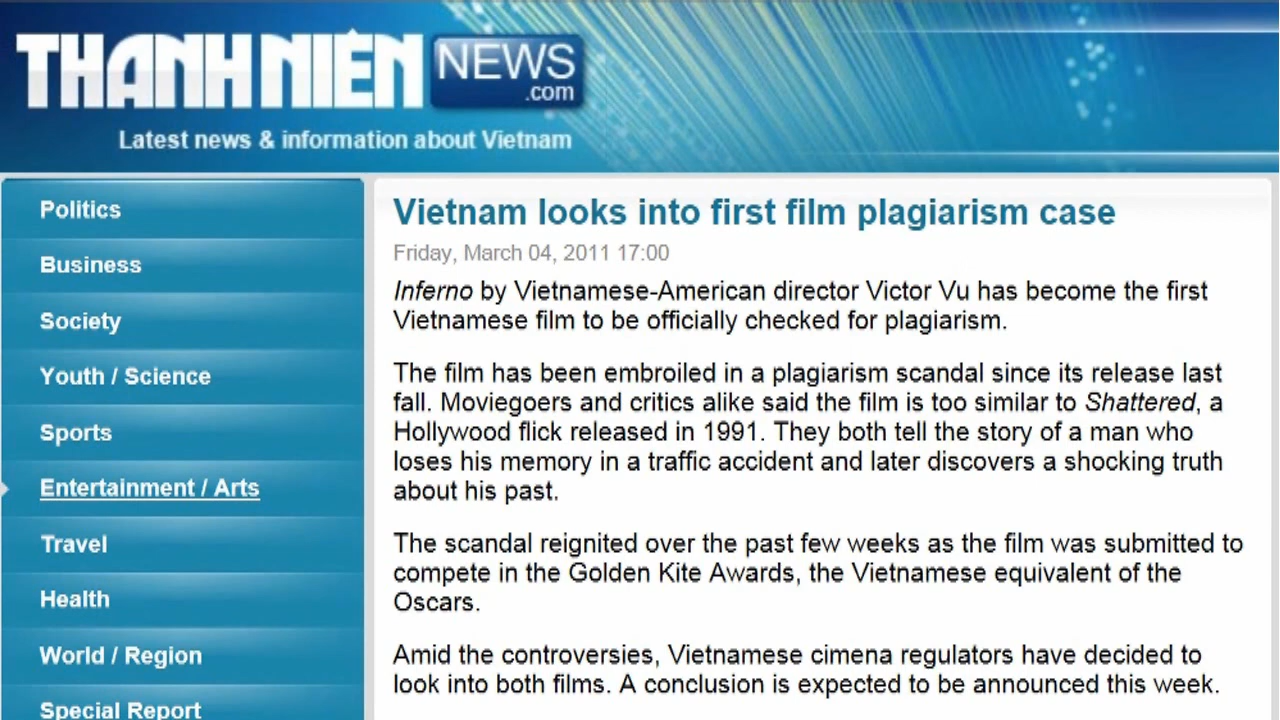 THANH NIÊN NEWS
.com
Latest news & information about Vietnam
Politics
Business
Society
Youth / Science
Sports
Entertainment / Arts
Travel
Health
World / Region
Special Report
Vietnam looks into first film plagiarism case
Friday, March 04, 2011 17:00
Inferno by Vietnamese-American director Victor Vu has become the first
Vietnamese film to be officially checked for plagiarism.
The film has been embroiled in a plagiarism scandal since its release last
fall. Moviegoers and critics alike said the film is too similar to Shattered, a
Hollywood flick released in 1991. They both tell the story of a man who
loses his memory in a traffic accident and later discovers a shocking truth
about his past.
The scandal reignited over the past few weeks as the film was submitted to
compete in the Golden Kite Awards, the Vietnamese equivalent of the
Oscars.
Amid the controversies, Vietnamese cimena regulators have decided to
look into both films. A conclusion is expected to be announced this week.